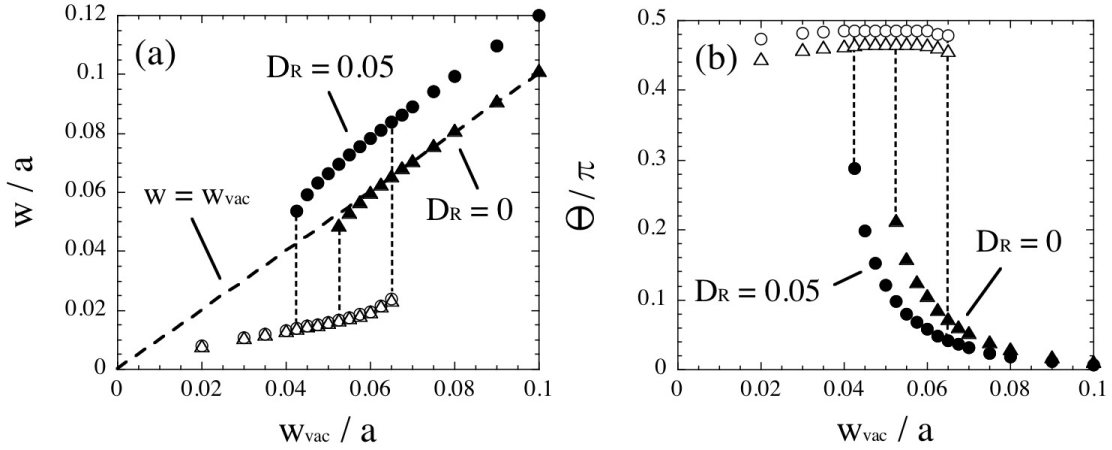 (a)
w / a
0.12
0.1
0.08
0.06
0.04
0.02
0
D_R = 0.05
w = w_vac
D_R = 0
0
0.02
0.04
0.06
0.08
0.1
w_vac / a
(b)
Θ/π
0.5
0.4
0.3
0.2
0.1
0
D_R = 0
D_R = 0.05
0
0.02
0.04
0.06
0.08
0.1
w_vac / a